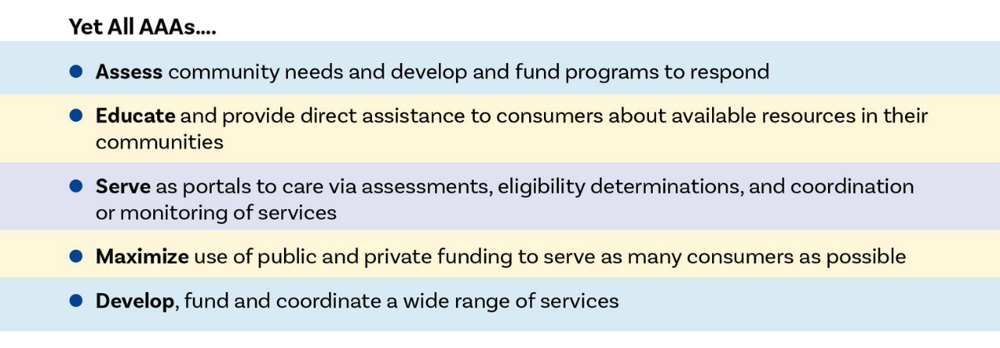 Yet All AAAs....
● Assess community needs and develop and fund programs to respond
● Educate and provide direct assistance to consumers about available resources in their
communities
● Serve as portals to care via assessments, eligibility determinations, and coordination
or monitoring of services
● Maximize use of public and private funding to serve as many consumers as possible
● Develop, fund and coordinate a wide range of services